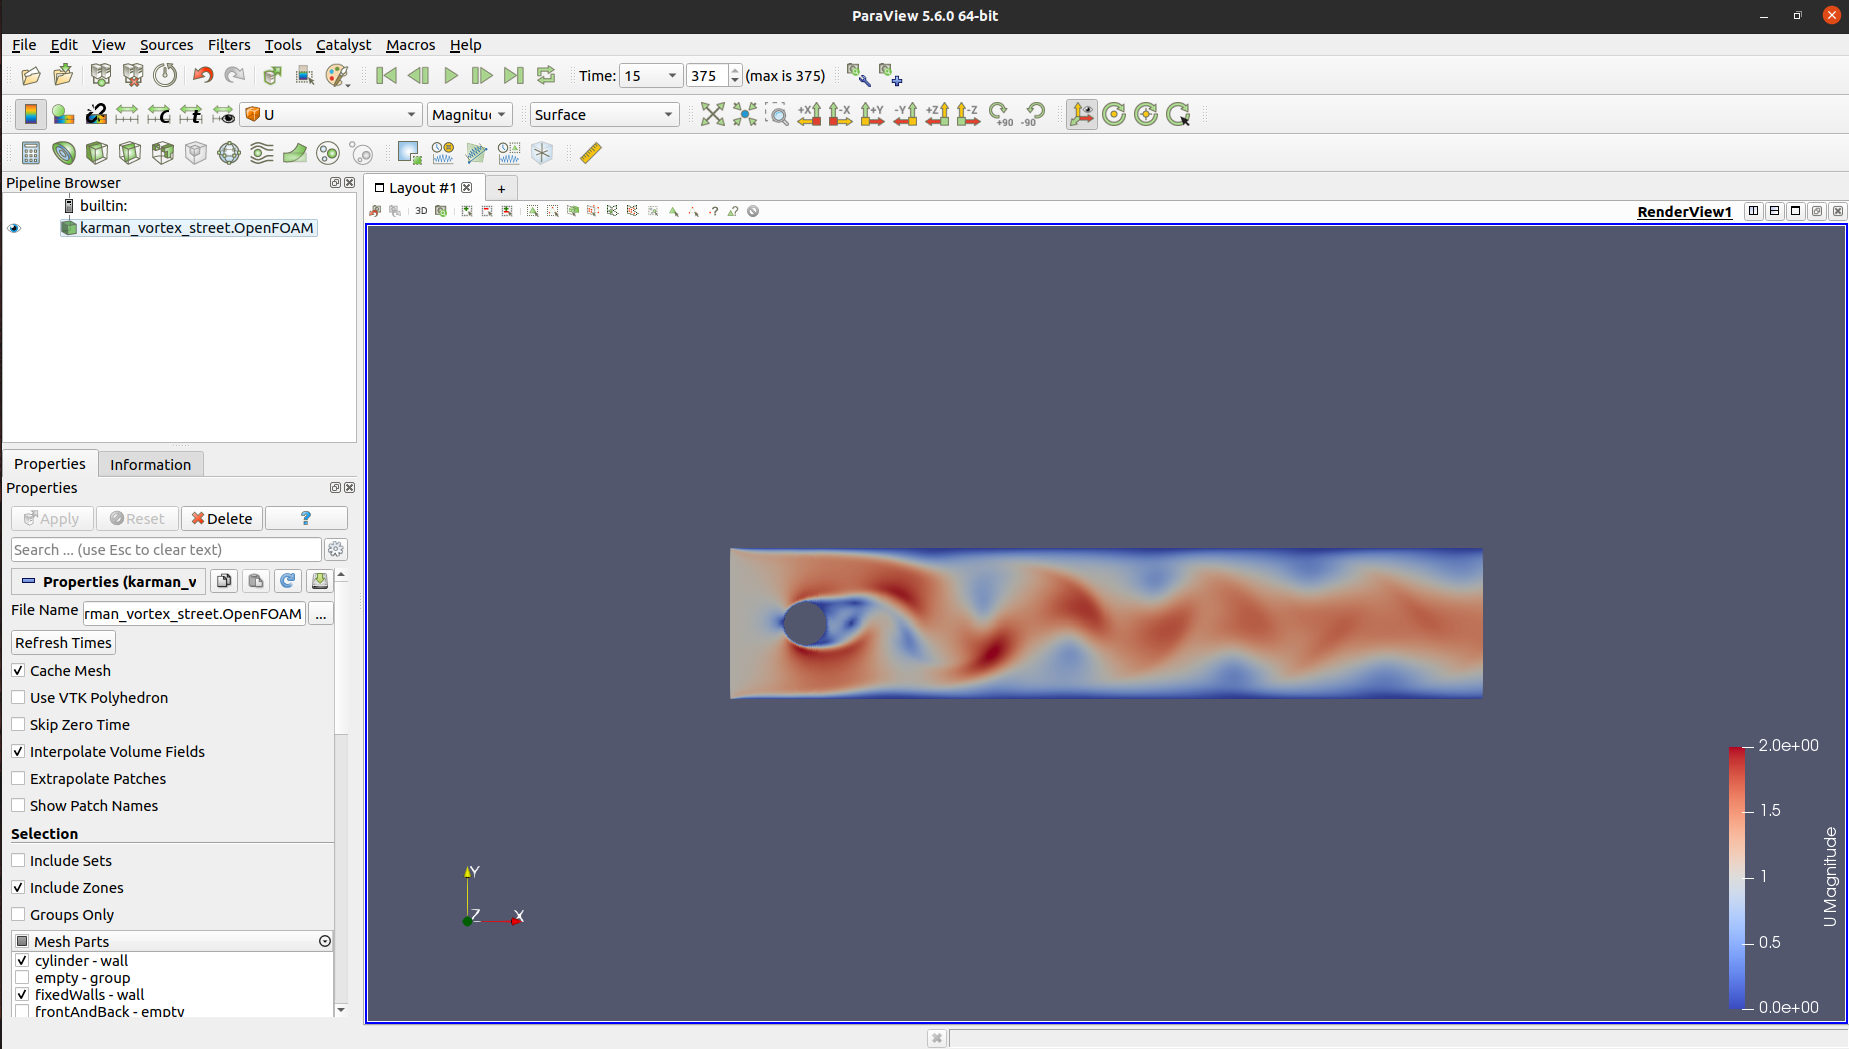 ParaView 5.6.0 64-bit
File Edit View Sources Filters Tools Catalyst Macros Help
Time: 15 375 (max is 375)
U Magnitu Surface +X -X +Y -Y +Z -Z +90 -90
Pipeline Browser
builtin:
karman_vortex_street.OpenFOAM
Layout #1 +
3D
RenderView1
Properties Information
Properties
Apply Reset Delete ?
Search ... (use Esc to clear text)
Properties (karman_v
File Name rman_vortex_street.OpenFOAM ...
Refresh Times
Cache Mesh
Use VTK Polyhedron
Skip Zero Time
Interpolate Volume Fields
Extrapolate Patches
Show Patch Names
Selection
Include Sets
Include Zones
Groups Only
Mesh Parts
cylinder - wall
empty - group
fixedWalls - wall
frontAndBack - empty
Y
Z X
2.0e+00
1.5
1
0.5
0.0e+00
U Magnitude